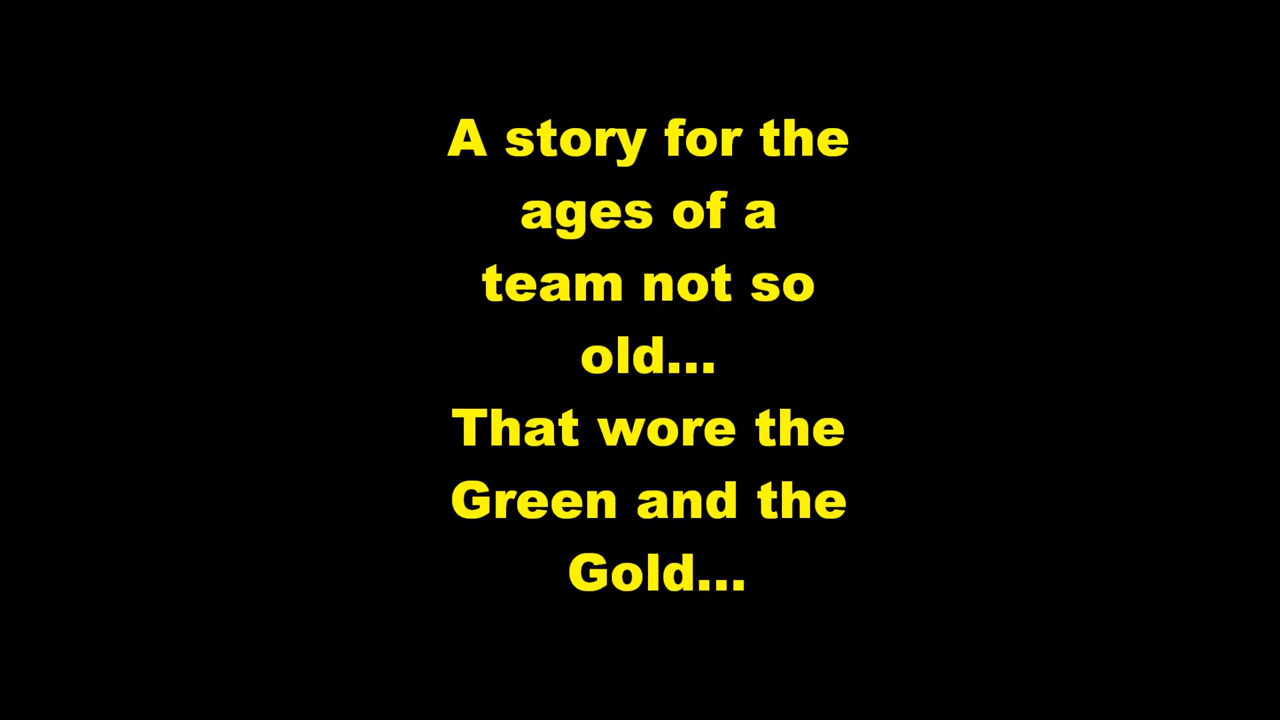 A story for the
ages of a
team not so
old...
That wore the
Green and the
Gold...